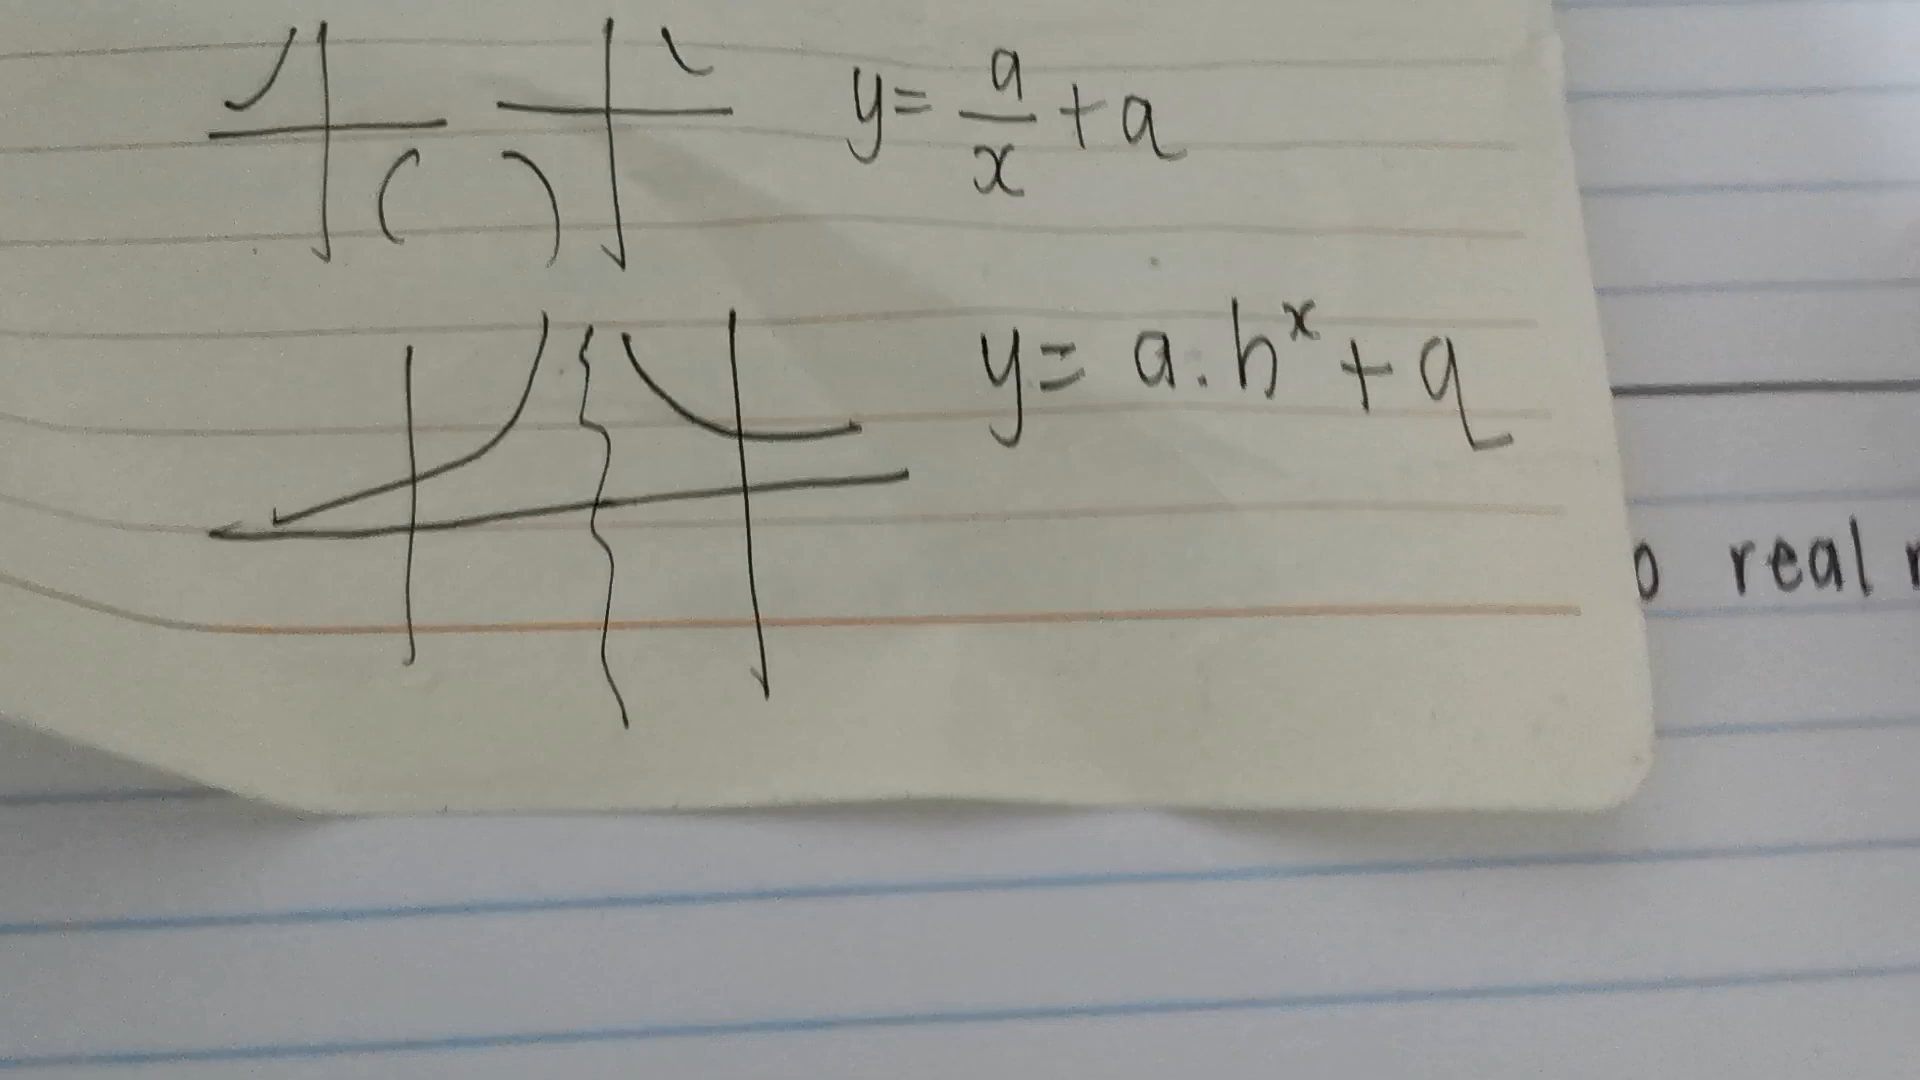 y = a/x + a
y = a . b^x + q
o real